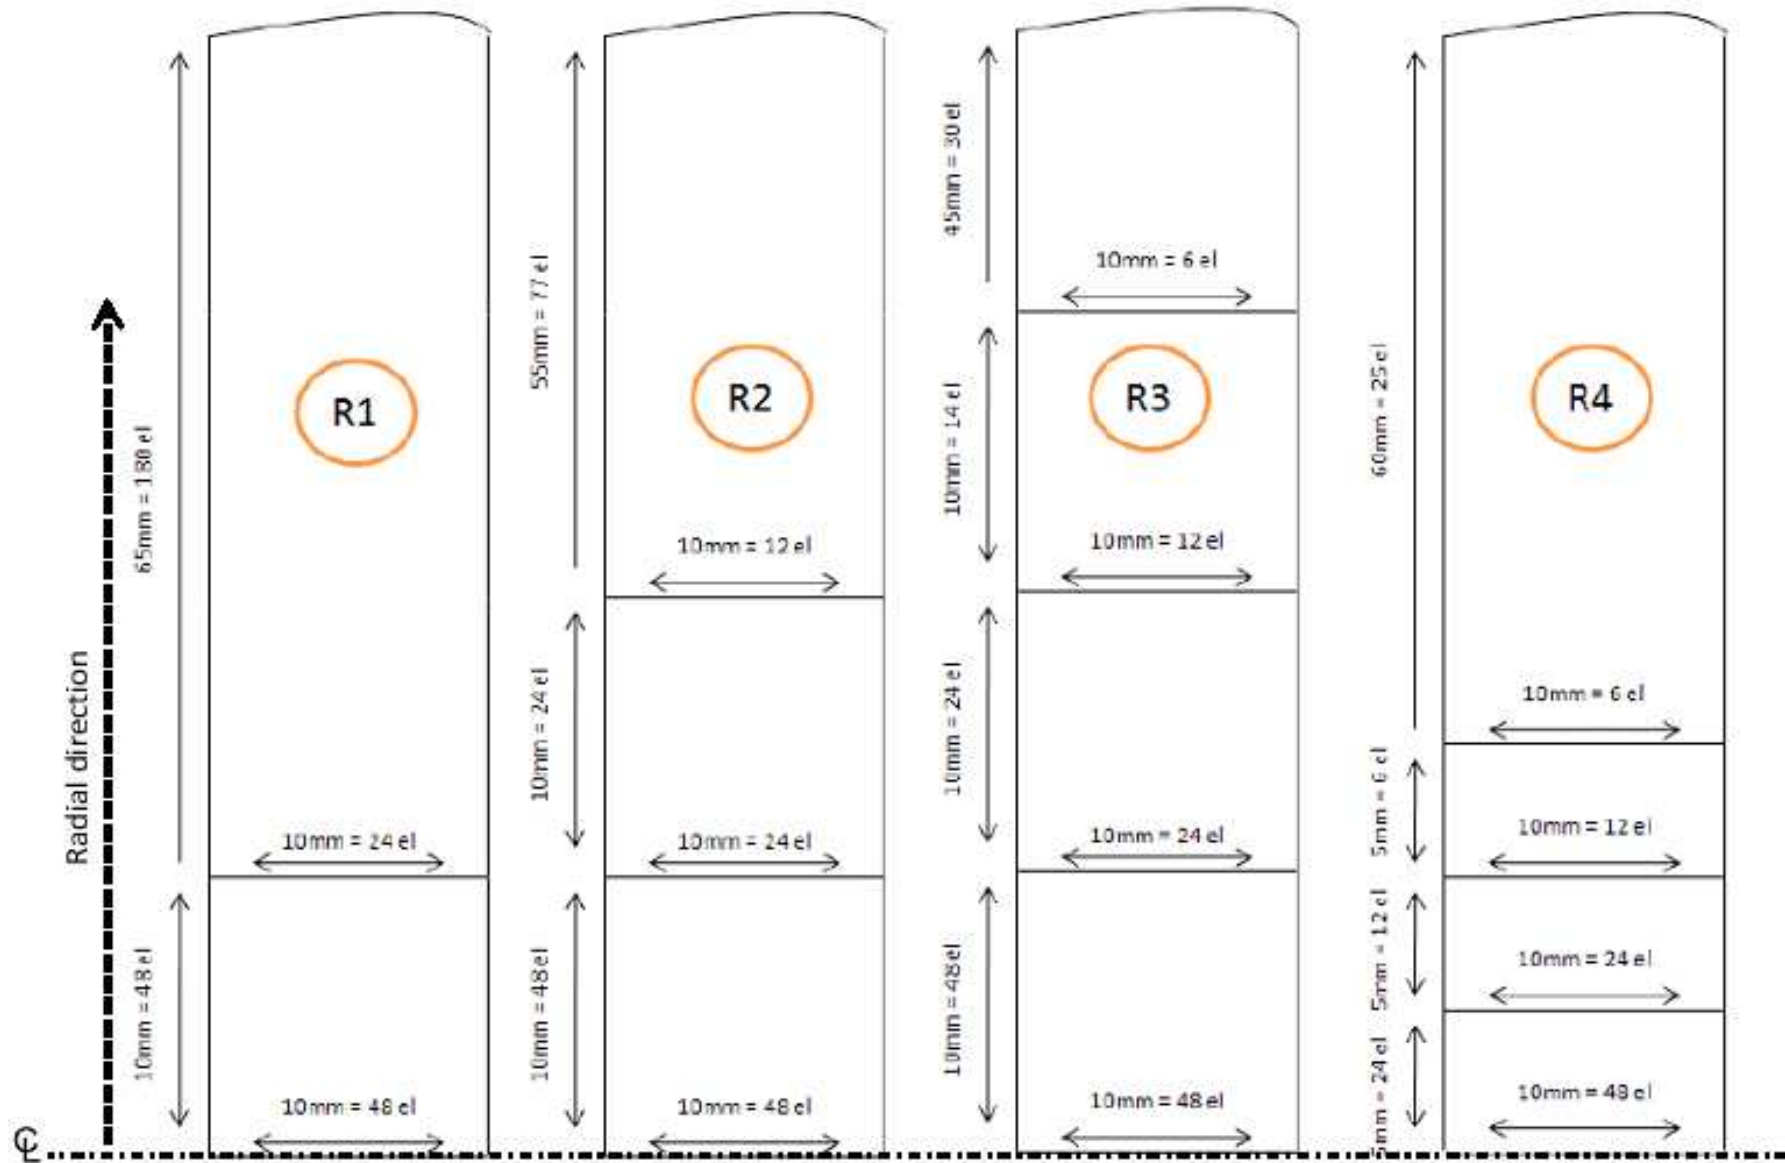 Radial direction
65mm = 180 el
10mm = 48 el
R1
10mm = 24 el
10mm = 48 el
55mm = 77 el
10mm = 24 el
10mm = 48 el
R2
10mm = 12 el
10mm = 24 el
10mm = 48 el
45mm = 30 el
10mm = 14 el
10mm = 24 el
10mm = 48 el
10mm = 6 el
R3
10mm = 12 el
10mm = 24 el
10mm = 48 el
60mm = 25 el
5mm = 6 el
5mm = 12 el
5mm = 24 el
R4
10mm = 6 el
10mm = 12 el
10mm = 24 el
10mm = 48 el
℄